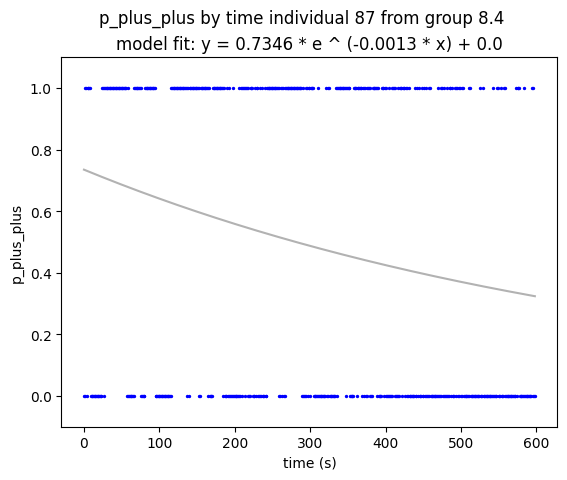 p_plus_plus by time individual 87 from group 8.4
model fit: y = 0.7346 * e ^ (-0.0013 * x) + 0.0
1.0
0.8
0.6
0.4
0.2
0.0
p_plus_plus
0 100 200 300 400 500 600
time (s)